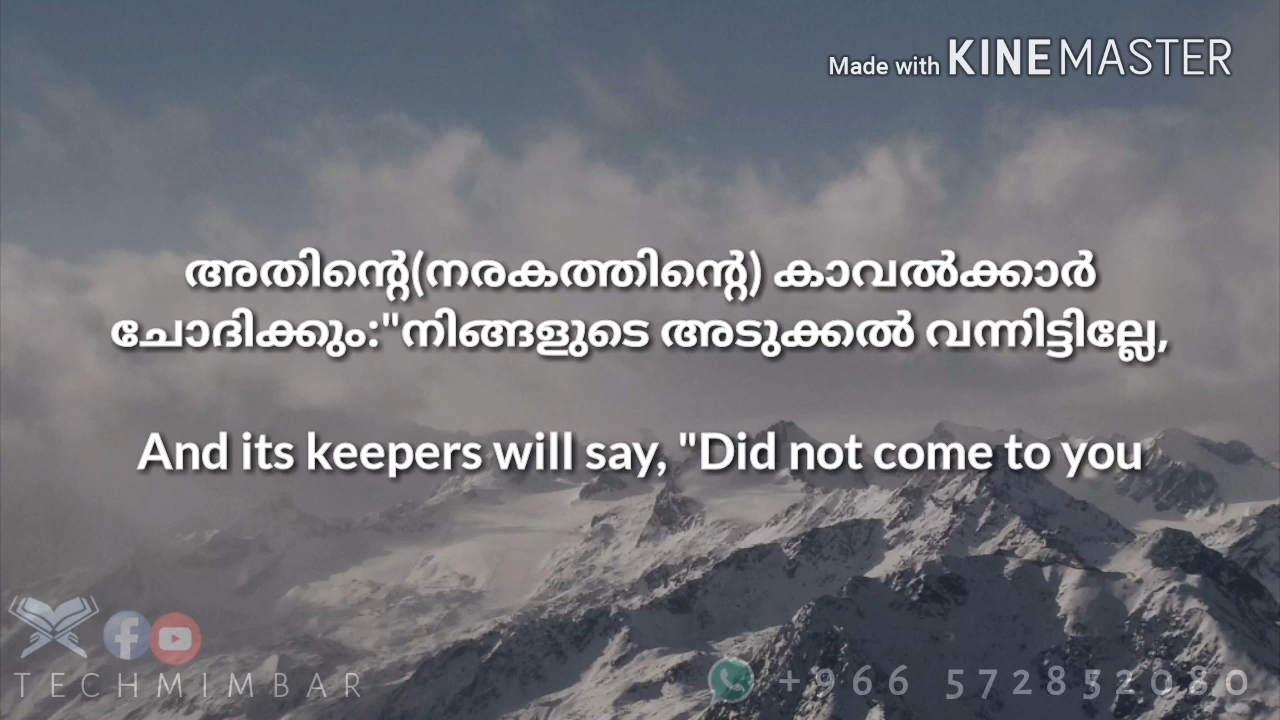 Made with KINEMASTER
അതിന്റെ(നരകത്തിന്റെ) കാവൽക്കാർ
ചോദിക്കും:"നിങ്ങളുടെ അടുക്കൽ വന്നിട്ടില്ലേ,
And its keepers will say, "Did not come to you
TECHMIMBAR
+966 572852080